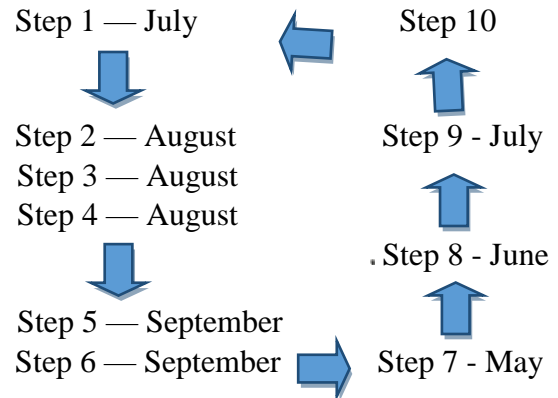 Step 1 — July
Step 2 — August
Step 3 — August
Step 4 — August
Step 5 — September
Step 6 — September
Step 7 - May
Step 8 - June
Step 9 - July
Step 10